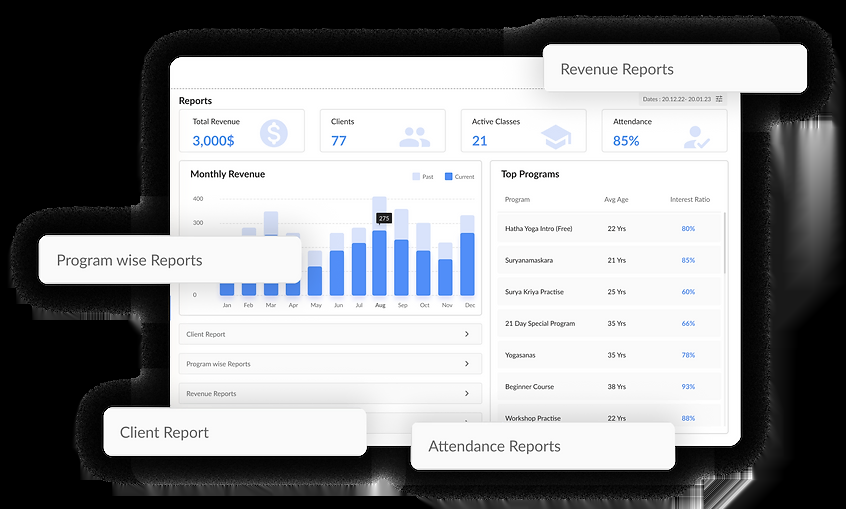 Revenue Reports
Dates : 20.12.22- 20.01.23
Reports
Total Revenue
3,000$
Clients
77
Active Classes
21
Attendance
85%
Monthly Revenue
Past
Current
400
300
0
275
Jan Feb Mar Apr May Jun Jul Aug Sep Oct Nov Dec
Program wise Reports
Client Report
Program wise Reports
Revenue Reports
Top Programs
Program Avg Age Interest Ratio
Hatha Yoga Intro (Free) 22 Yrs 80%
Suryanamaskara 21 Yrs 85%
Surya Kriya Practise 25 Yrs 60%
21 Day Special Program 35 Yrs 66%
Yogasanas 35 Yrs 78%
Beginner Course 38 Yrs 93%
Workshop Practise 22 Yrs 88%
Client Report
Attendance Reports